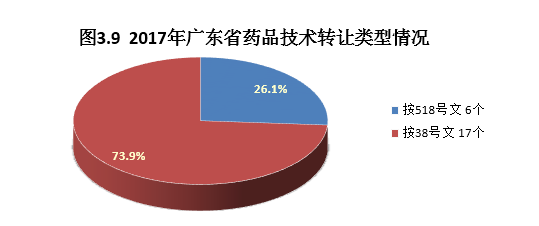 图3.9 2017年广东省药品技术转让类型情况
26.1%
按518号文 6个
按38号文 17个
73.9%